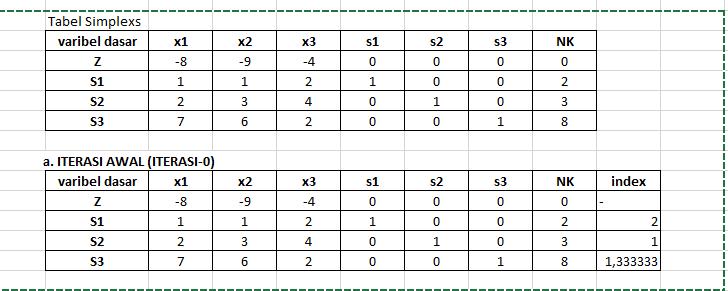 Tabel Simplexs
varibel dasar x1 x2 x3 s1 s2 s3 NK
Z -8 -9 -4 0 0 0 0
S1 1 1 2 1 0 0 2
S2 2 3 4 0 1 0 3
S3 7 6 2 0 0 1 8
a. ITERASI AWAL (ITERASI-0)
varibel dasar x1 x2 x3 s1 s2 s3 NK index
Z -8 -9 -4 0 0 0 0 -
S1 1 1 2 1 0 0 2 2
S2 2 3 4 0 1 0 3 1
S3 7 6 2 0 0 1 8 1,333333